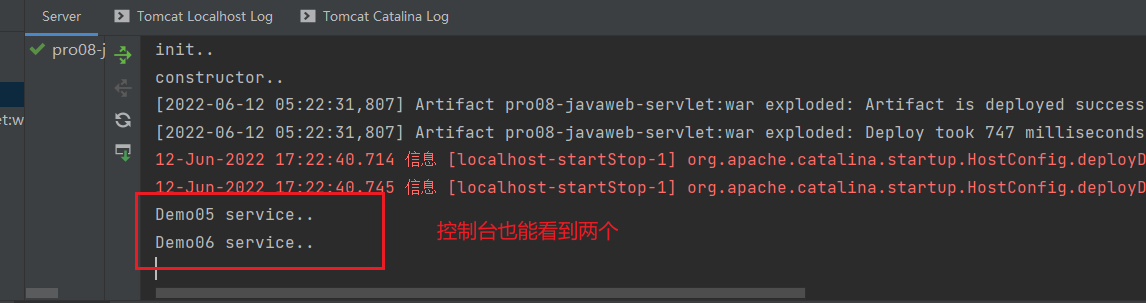 Server Tomcat Localhost Log Tomcat Catalina Log
pro08-j
init..
constructor..
[2022-06-12 05:22:31,807] Artifact pro08-javaweb-servlet:war exploded: Artifact is deployed success
et:w
[2022-06-12 05:22:31,807] Artifact pro08-javaweb-servlet:war exploded: Deploy took 747 milliseconds
12-Jun-2022 17:22:40.714 信息 [localhost-startStop-1] org.apache.catalina.startup.HostConfig.deployD
12-Jun-2022 17:22:40.745 信息 [localhost-startStop-1] org.apache.catalina.startup.HostConfig.deployD
Demo05 service..
Demo06 service..
控制台也能看到两个